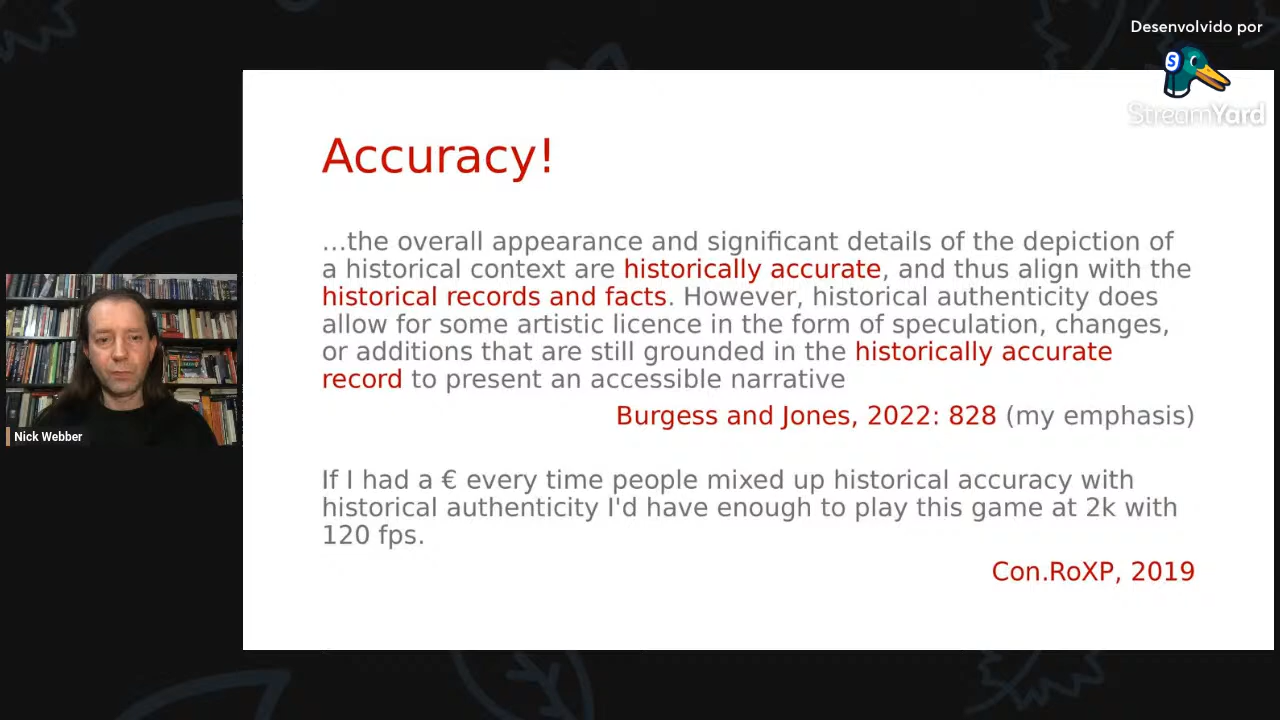 Desenvolvido por
S
StreamYard
Accuracy!
…the overall appearance and significant details of the depiction of
a historical context are historically accurate, and thus align with the
historical records and facts. However, historical authenticity does
allow for some artistic licence in the form of speculation, changes,
or additions that are still grounded in the historically accurate
record to present an accessible narrative
Burgess and Jones, 2022: 828 (my emphasis)
If I had a € every time people mixed up historical accuracy with
historical authenticity I'd have enough to play this game at 2k with
120 fps.
Con.RoXP, 2019
Nick Webber